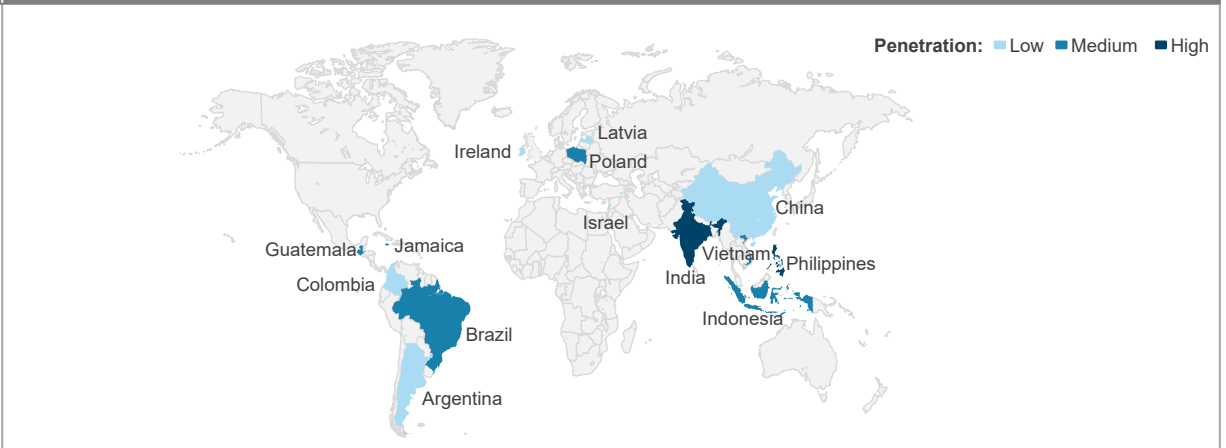 Penetration: Low Medium High
Latvia
Ireland
Poland
China
Israel
Guatemala
Jamaica
Vietnam
Philippines
India
Colombia
Indonesia
Brazil
Argentina